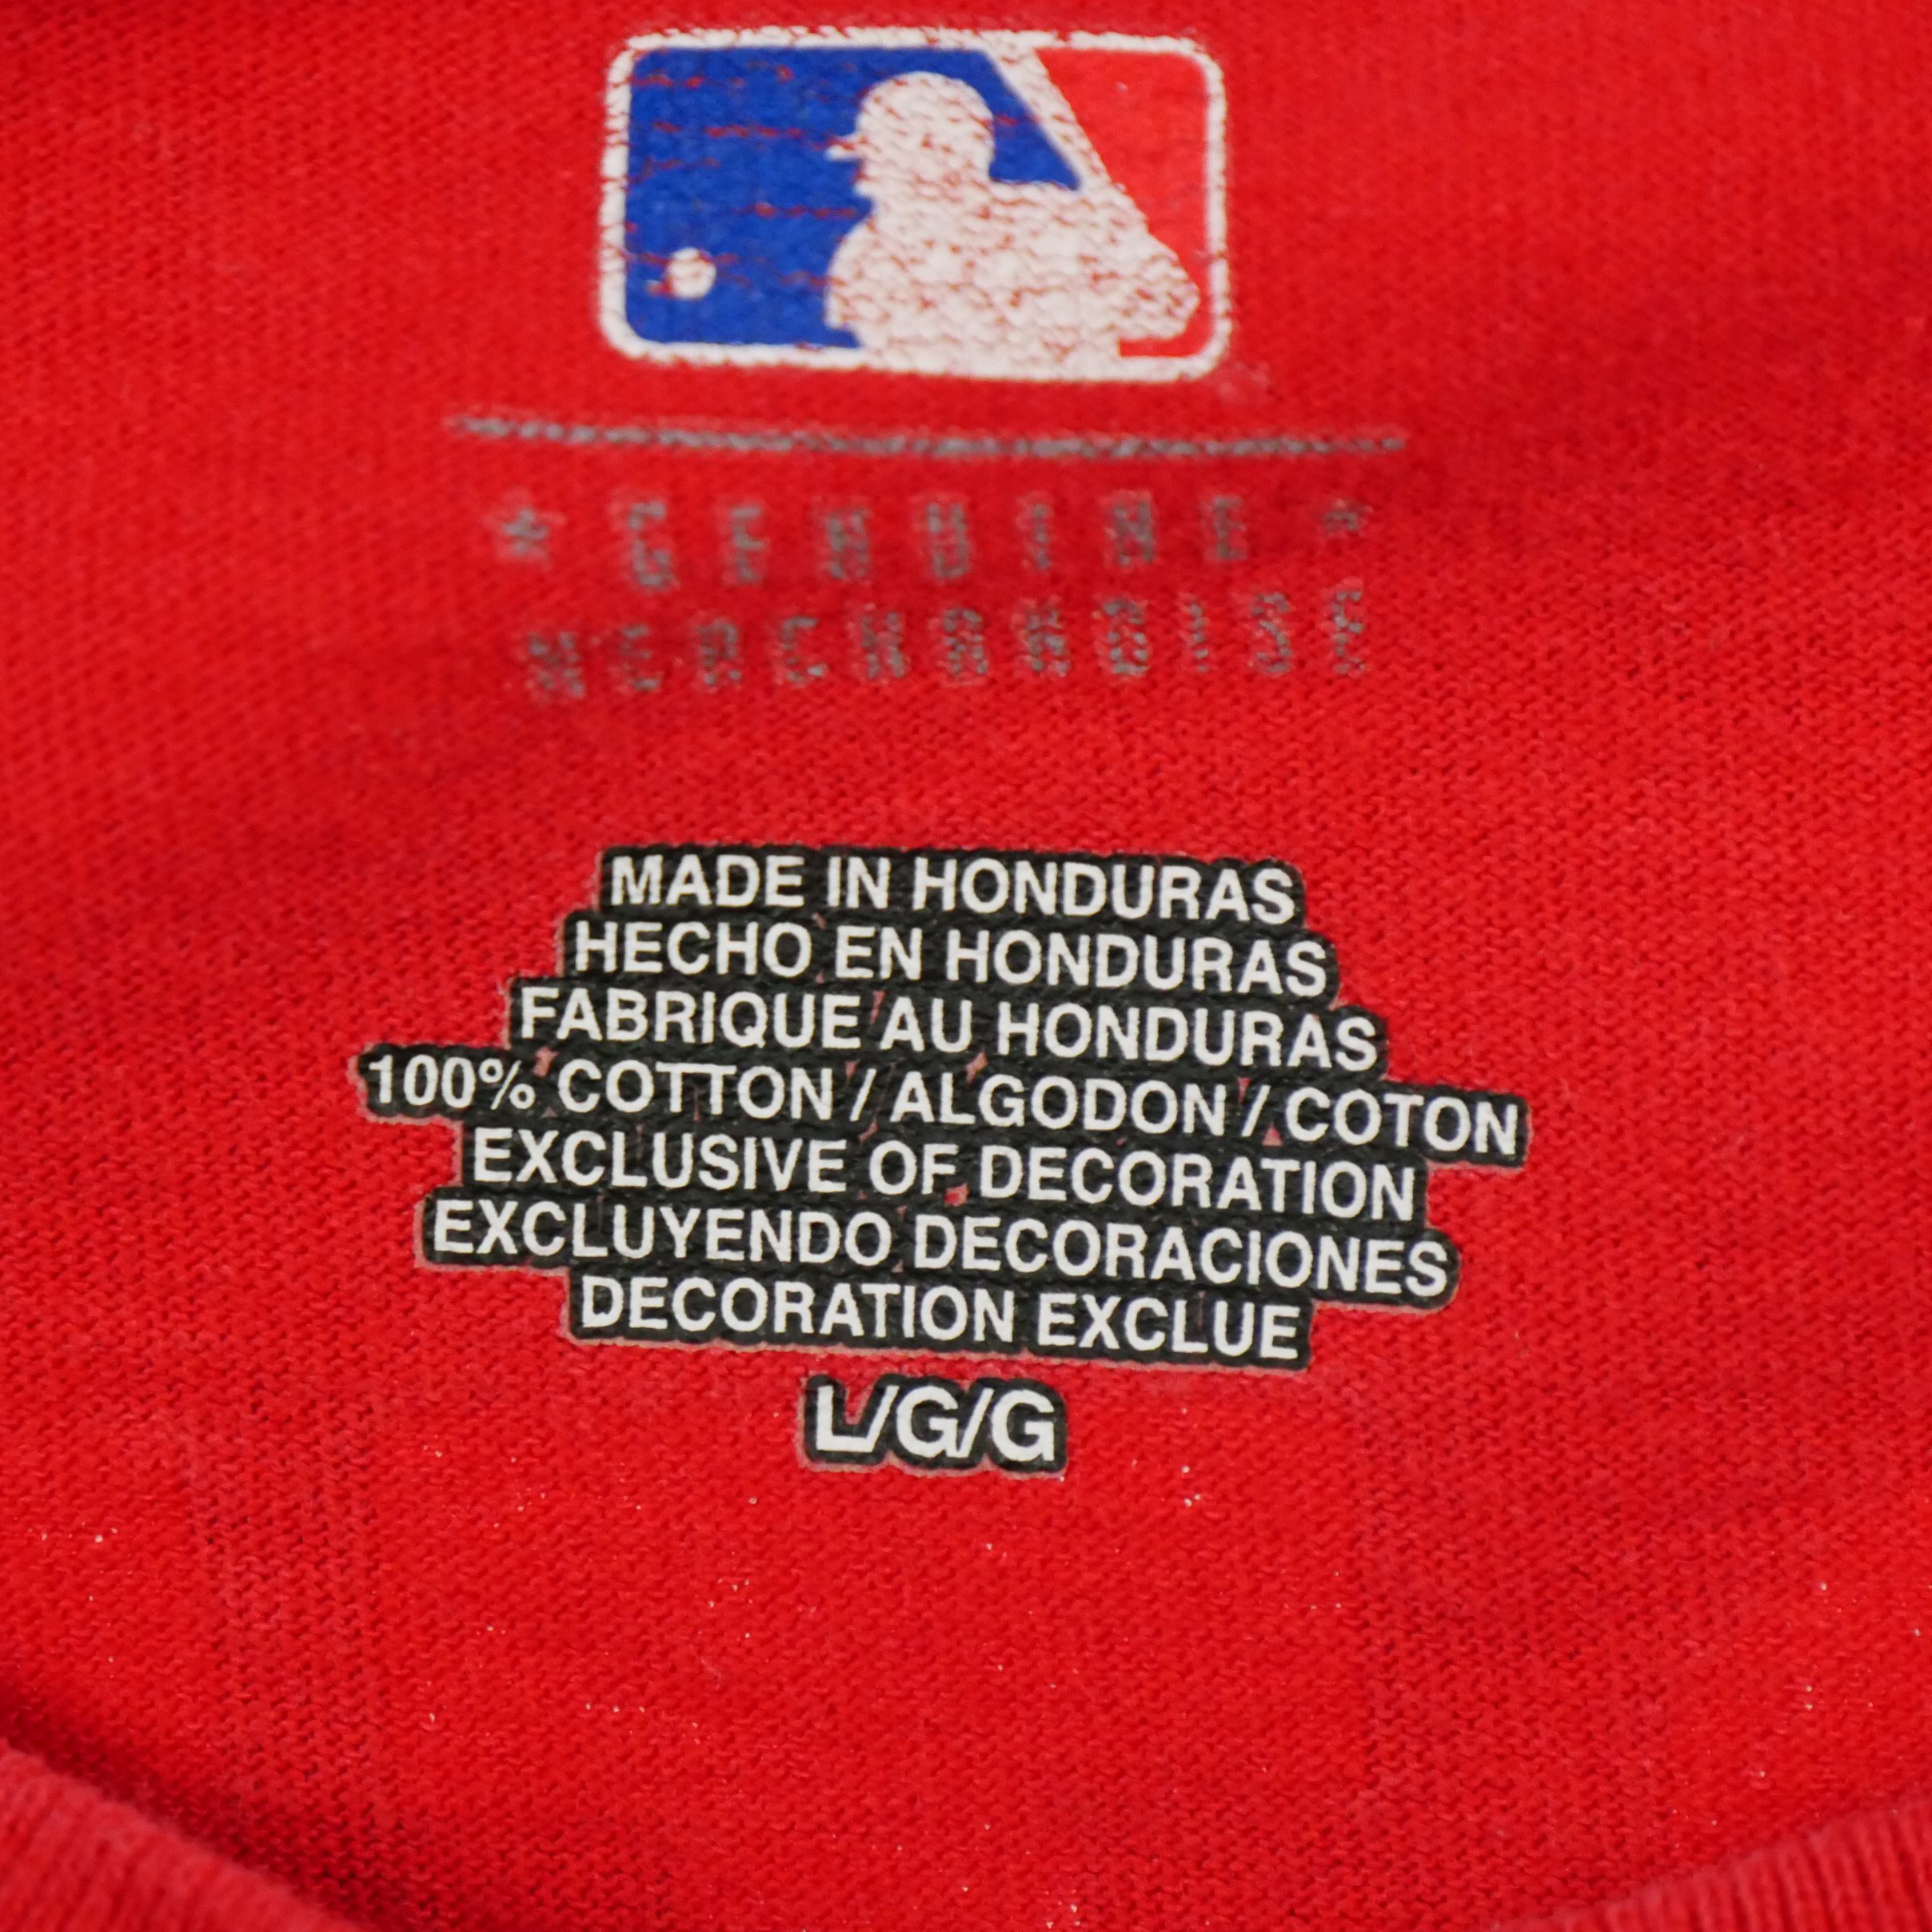 * GENUINE *
MERCHANDISE
MADE IN HONDURAS
HECHO EN HONDURAS
FABRIQUE AU HONDURAS
100% COTTON / ALGODON / COTON
EXCLUSIVE OF DECORATION
EXCLUYENDO DECORACIONES
DECORATION EXCLUE
L/G/G